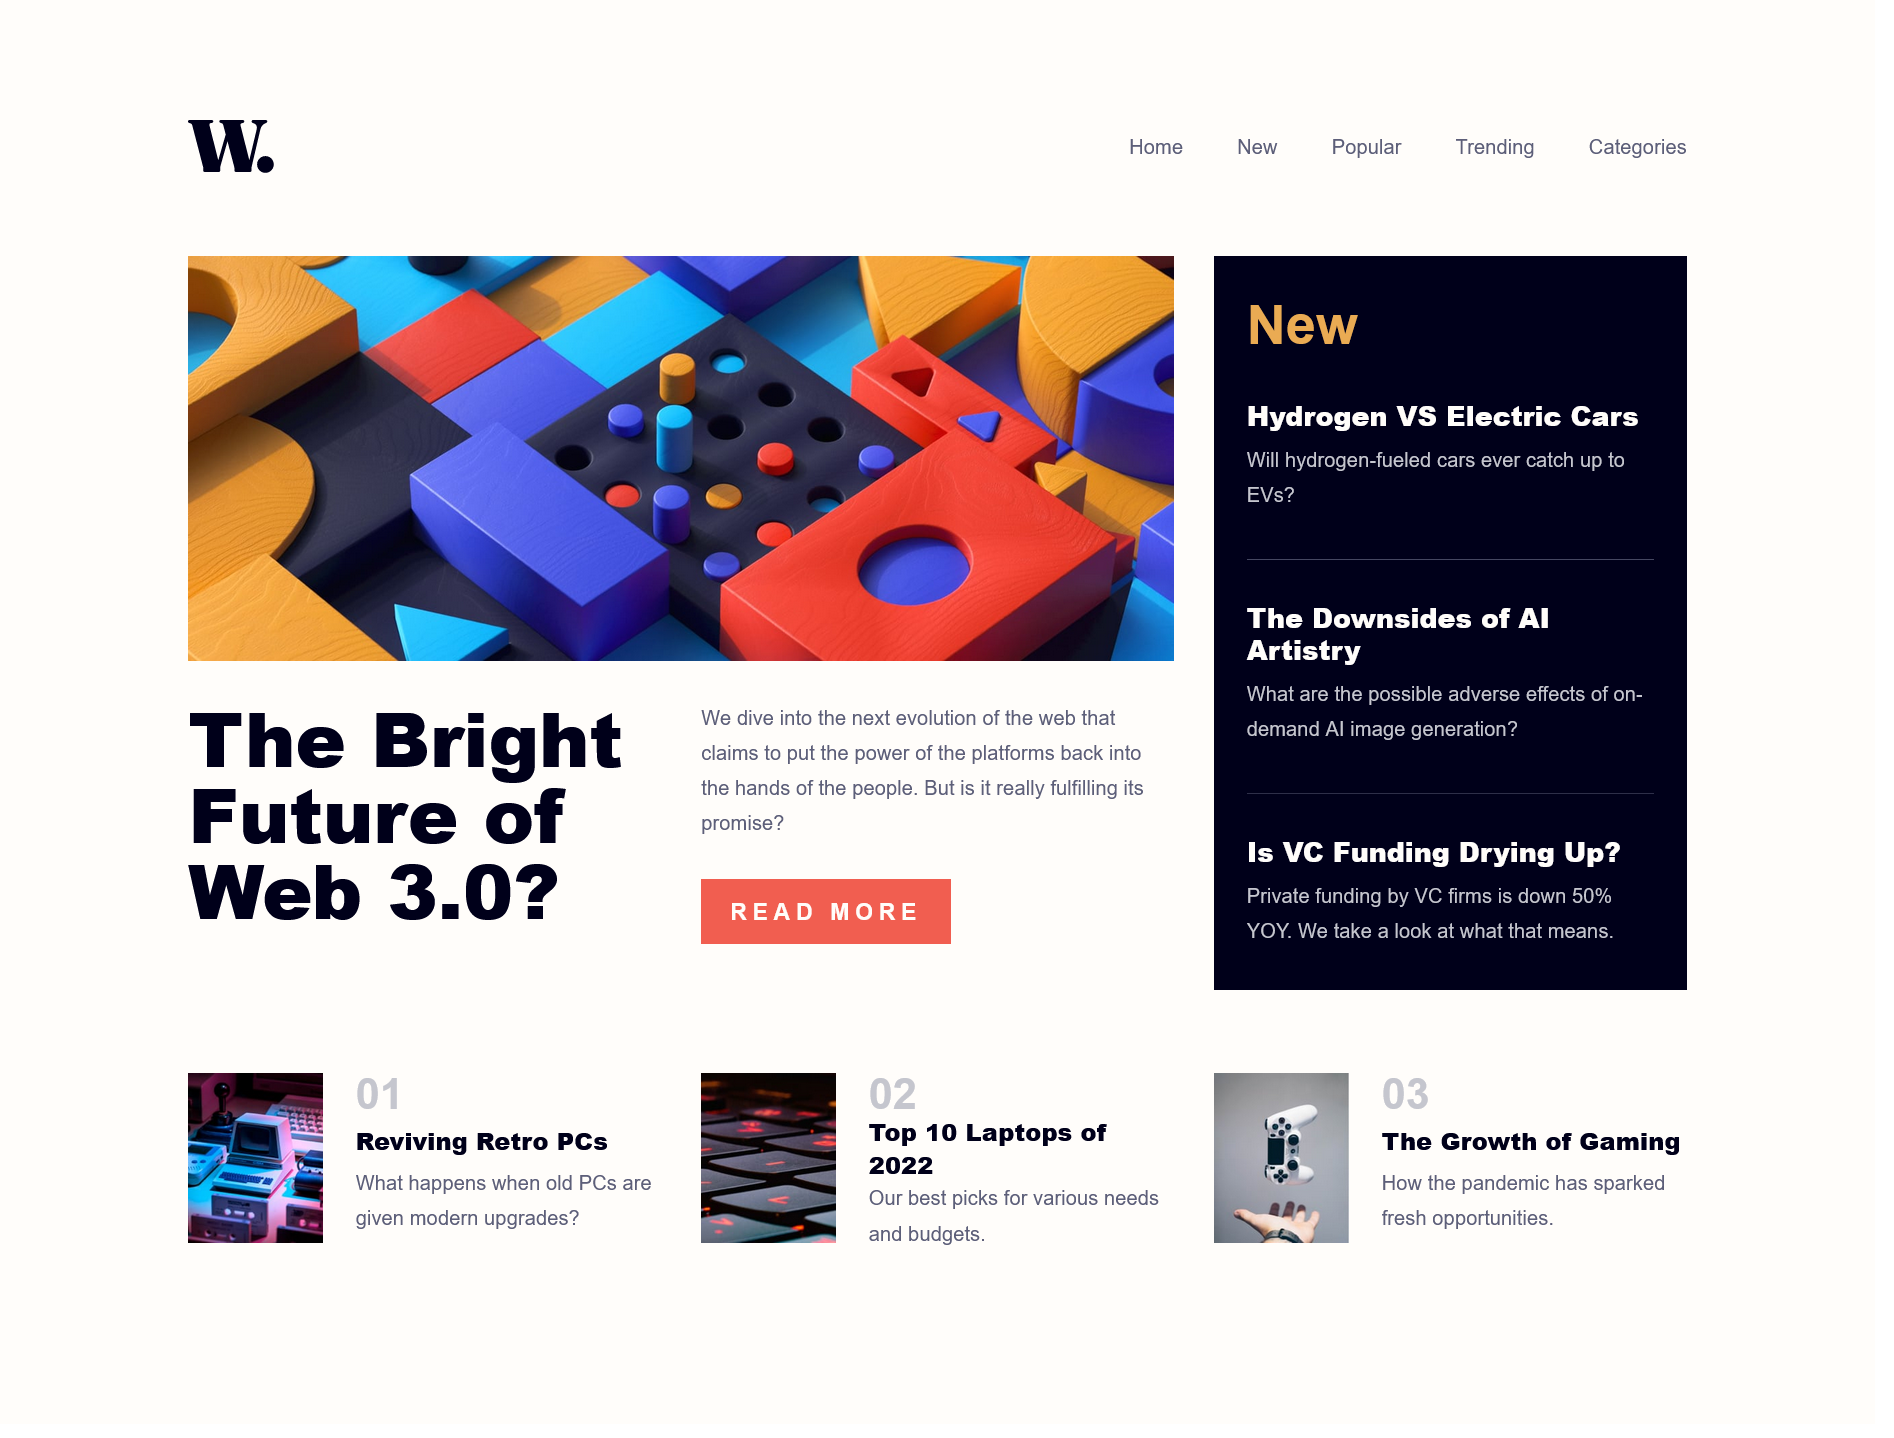 W.
Home New Popular Trending Categories
The Bright
Future of
Web 3.0?
We dive into the next evolution of the web that
claims to put the power of the platforms back into
the hands of the people. But is it really fulfilling its
promise?
READ MORE
New
Hydrogen VS Electric Cars
Will hydrogen-fueled cars ever catch up to
EVs?
The Downsides of AI
Artistry
What are the possible adverse effects of on-
demand AI image generation?
Is VC Funding Drying Up?
Private funding by VC firms is down 50%
YOY. We take a look at what that means.
01
Reviving Retro PCs
What happens when old PCs are
given modern upgrades?
02
Top 10 Laptops of
2022
Our best picks for various needs
and budgets.
03
The Growth of Gaming
How the pandemic has sparked
fresh opportunities.